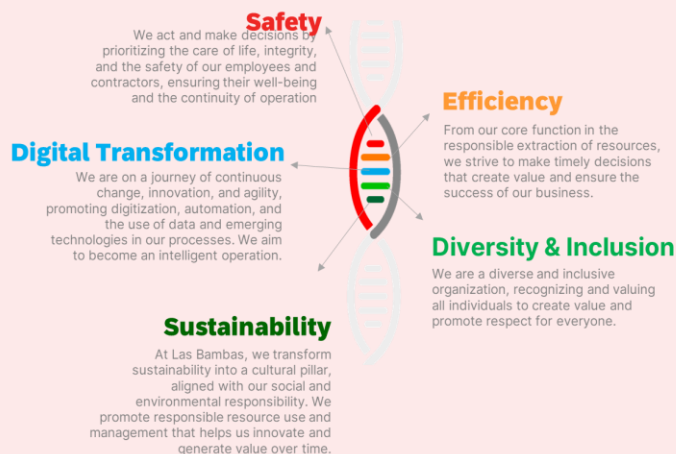 Safety
We act and make decisions by
prioritizing the care of life, integrity,
and the safety of our employees and
contractors, ensuring their well-being
and the continuity of operation
Efficiency
From our core function in the
responsible extraction of resources,
we strive to make timely decisions
that create value and ensure the
success of our business.
Digital Transformation
We are on a journey of continuous
change, innovation, and agility,
promoting digitization, automation, and
the use of data and emerging
technologies in our processes. We aim
to become an intelligent operation.
Diversity & Inclusion
We are a diverse and inclusive
organization, recognizing and valuing
all individuals to create value and
promote respect for everyone.
Sustainability
At Las Bambas, we transform
sustainability into a cultural pillar,
aligned with our social and
environmental responsibility. We
promote responsible resource use and
management that helps us innovate and
generate value over time.